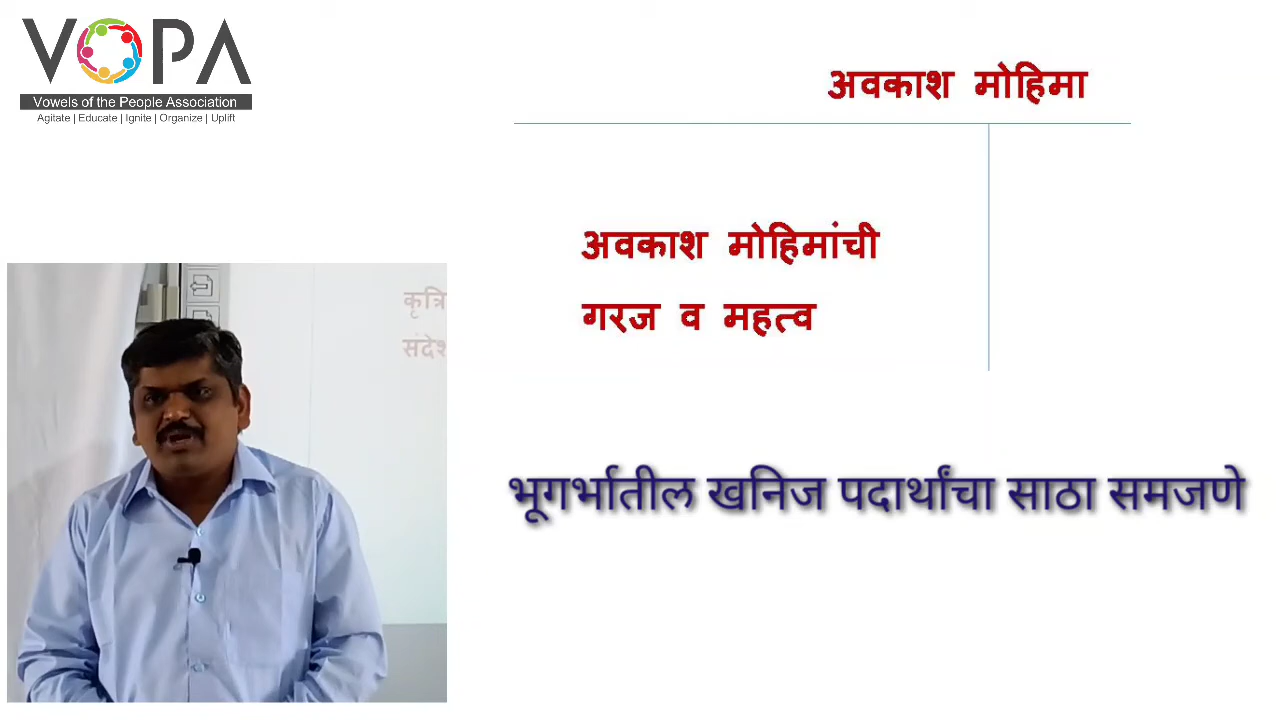 VOPA
Vowels of the People Association
Agitate | Educate | Ignite | Organize | Uplift
अवकाश मोहिमा
अवकाश मोहिमांची
गरज व महत्व
कृत्रि
संदेश
भूगर्भातील खनिज पदार्थांचा साठा समजणे